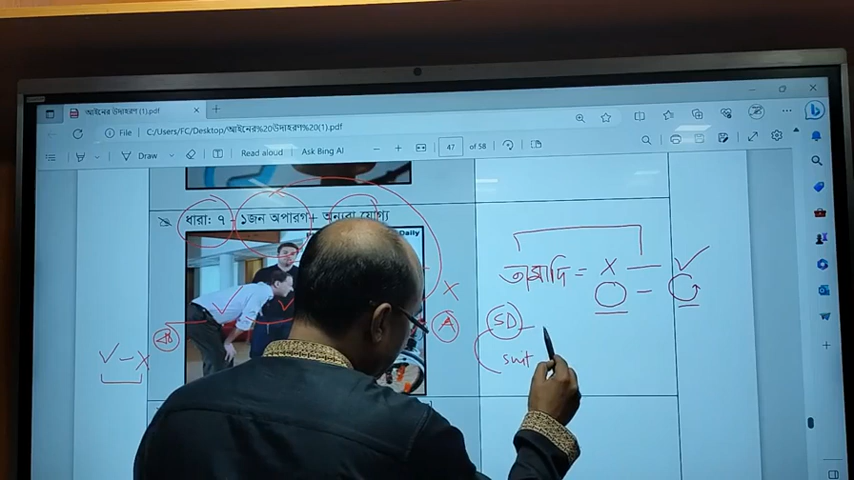 আইনের উদাহরণ (1).pdf
File C:/Users/FC/Desktop/আইনের%20উদাহরণ%20(1).pdf
Draw Read aloud Ask Bing AI 47 of 58
ধারা: ৭ - ১জন অপারগ+ অন্যরা যোগ্য
Daily
তামাদি = X — ✓
X
SD
A
suit
✓ - X